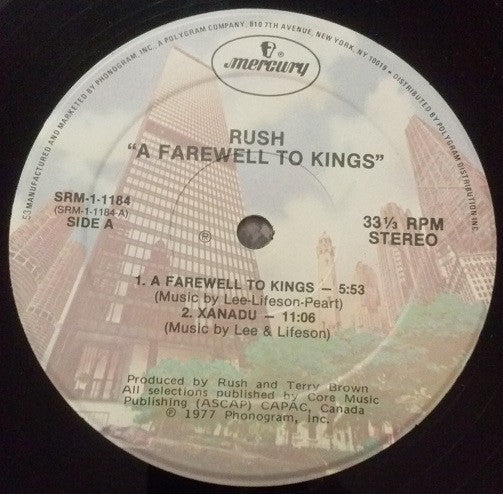 53 MANUFACTURED AND MARKETED BY PHONOGRAM, INC., A POLYGRAM COMPANY, 810 7TH AVENUE, NEW YORK, NY 10019 • DISTRIBUTED BY POLYGRAM DISTRIBUTION INC.
mercury
RUSH
"A FAREWELL TO KINGS"
SRM-1-1184
(SRM-1-1184-A)
SIDE A
33⅓ RPM
STEREO
℗
1. A FAREWELL TO KINGS — 5:53
(Music by Lee-Lifeson-Peart)
2. XANADU — 11:06
(Music by Lee & Lifeson)
Produced by Rush and Terry Brown
All selections published by Core Music
Publishing (ASCAP) CAPAC, Canada
℗ 1977 Phonogram, Inc.